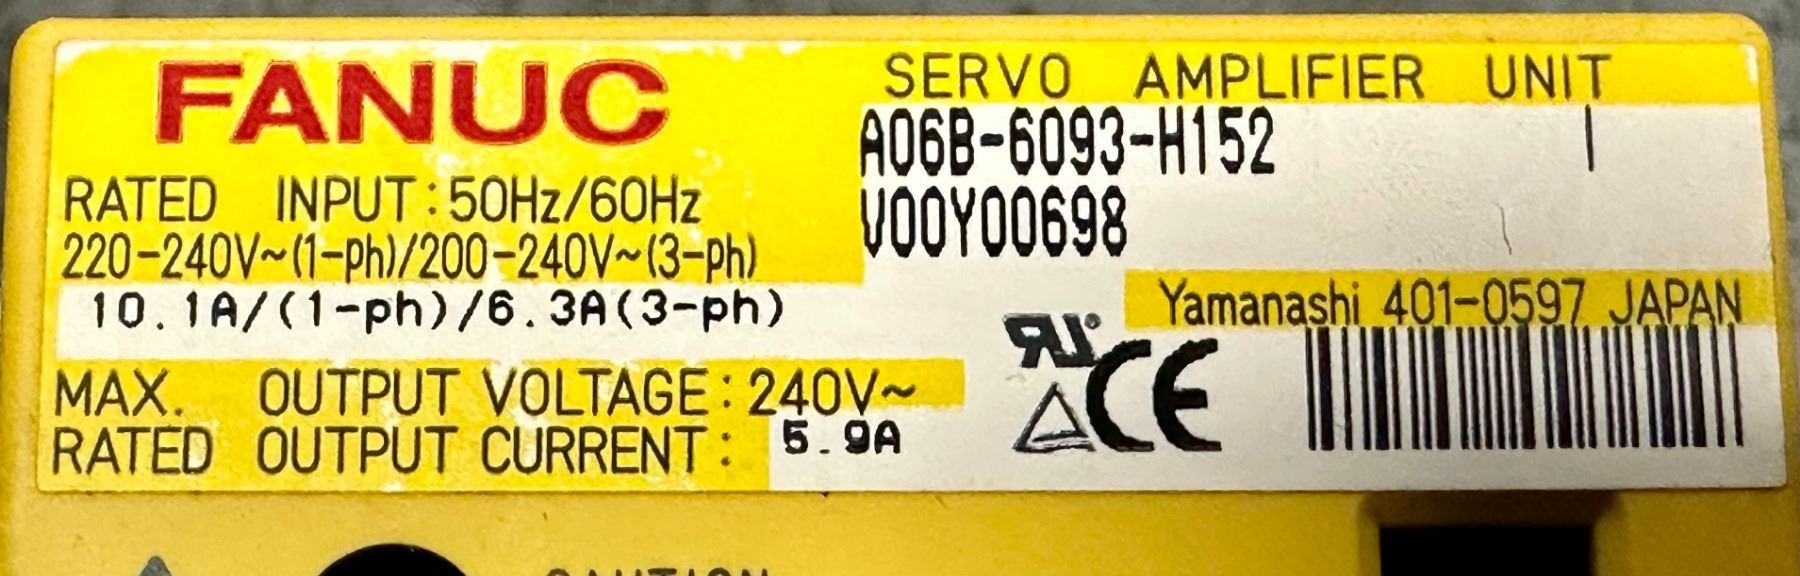 FANUC
SERVO AMPLIFIER UNIT
A06B-6093-H152 I
V00Y00698
RATED INPUT: 50Hz/60Hz
220-240V~(1-ph)/200-240V~(3-ph)
10.1A/(1-ph)/6.3A(3-ph)
Yamanashi 401-0597 JAPAN
MAX. OUTPUT VOLTAGE: 240V~
RATED OUTPUT CURRENT: 5.9A
CE
CAUTION